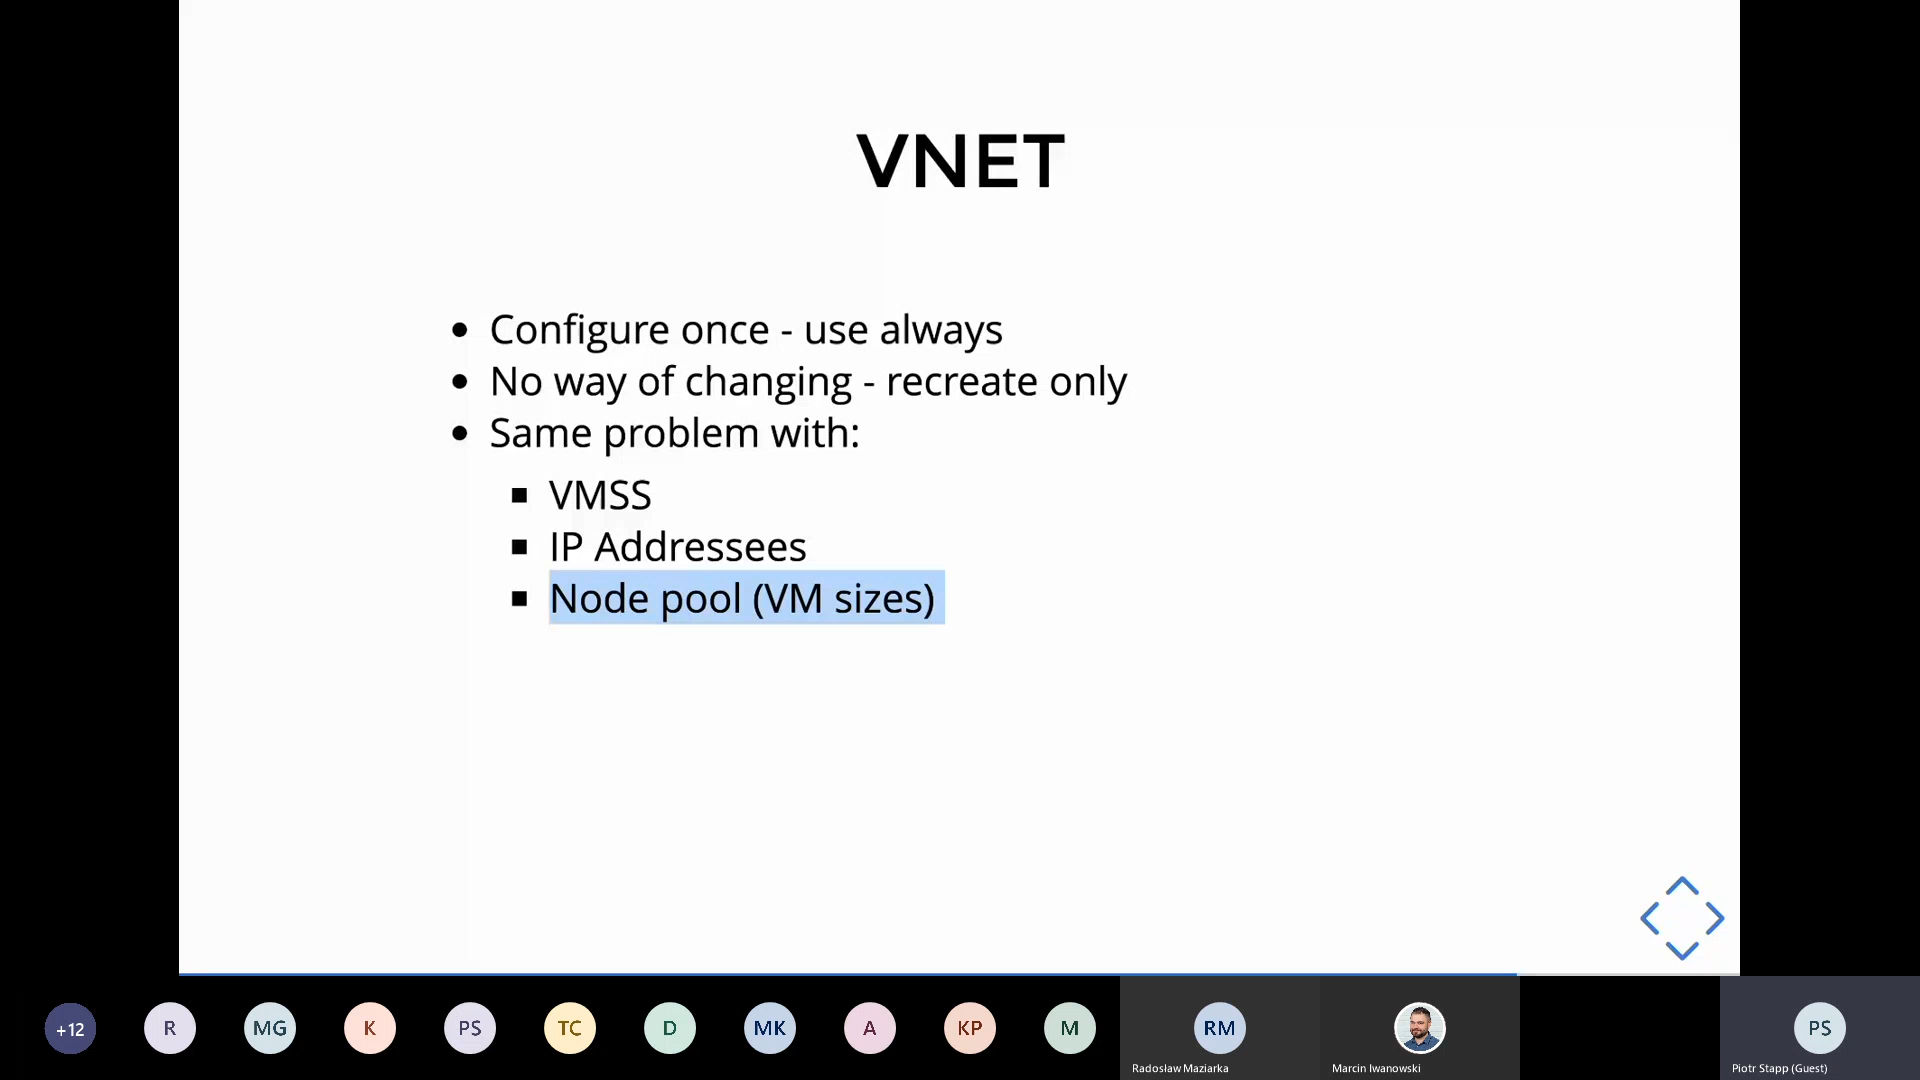 VNET
Configure once - use always
No way of changing - recreate only
Same problem with:
VMSS
IP Addressees
Node pool (VM sizes)
+12
R
MG
K
PS
TC
D
MK
A
KP
M
RM
Radosław Maziarka
Marcin Iwanowski
PS
Piotr Stapp (Guest)